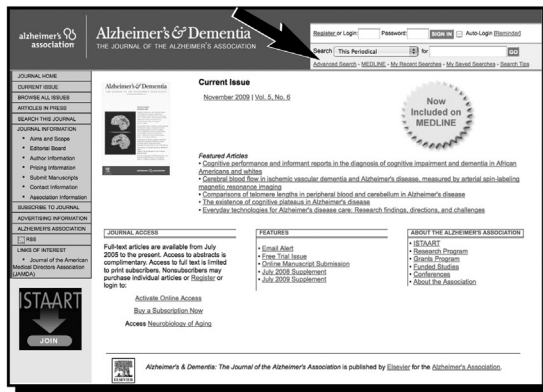 alzheimer's association
Alzheimer's & Dementia
THE JOURNAL OF THE ALZHEIMER'S ASSOCIATION
Register or Login: Password: SIGN IN Auto-Login [Reminder]
Search This Periodical for GO
Advanced Search - MEDLINE - My Recent Searches - My Saved Searches - Search Tips
JOURNAL HOME
CURRENT ISSUE
BROWSE ALL ISSUES
ARTICLES IN PRESS
SEARCH THIS JOURNAL
JOURNAL INFORMATION
• Aims and Scope
• Editorial Board
• Author Information
• Pricing Information
• Submit Manuscripts
• Contact Information
• Association Information
SUBSCRIBE TO JOURNAL
ADVERTISING INFORMATION
ALZHEIMER'S ASSOCIATION
RSS
LINKS OF INTEREST
• Journal of the American
Medical Directors Association
(JAMDA)
ISTAART
JOIN
Alzheimer's & Dementia
Current Issue
November 2009 | Vol. 5, No. 6
Now
Included on
MEDLINE
Featured Articles
• Cognitive performance and informant reports in the diagnosis of cognitive impairment and dementia in African
Americans and whites
• Cerebral blood flow in ischemic vascular dementia and Alzheimer's disease, measured by arterial spin-labeling
magnetic resonance imaging
• Comparisons of telomere lengths in peripheral blood and cerebellum in Alzheimer's disease
• The existence of cognitive plateaus in Alzheimer's disease
• Everyday technologies for Alzheimer's disease care: Research findings, directions, and challenges
JOURNAL ACCESS
Full-text articles are available from July
2005 to the present. Access to abstracts is
complimentary. Access to full text is limited
to print subscribers. Nonsubscribers may
purchase individual articles or Register or
login to:
Activate Online Access
Buy a Subscription Now
Access Neurobiology of Aging
FEATURES
• Email Alert
• Free Trial Issue
• Online Manuscript Submission
• July 2008 Supplement
• July 2009 Supplement
ABOUT THE ALZHEIMER'S ASSOCIATION
• ISTAART
• Research Program
• Grants Program
• Funded Studies
• Conferences
• About the Association
ELSEVIER
Alzheimer's & Dementia: The Journal of the Alzheimer's Association is published by Elsevier for the Alzheimer's Association.